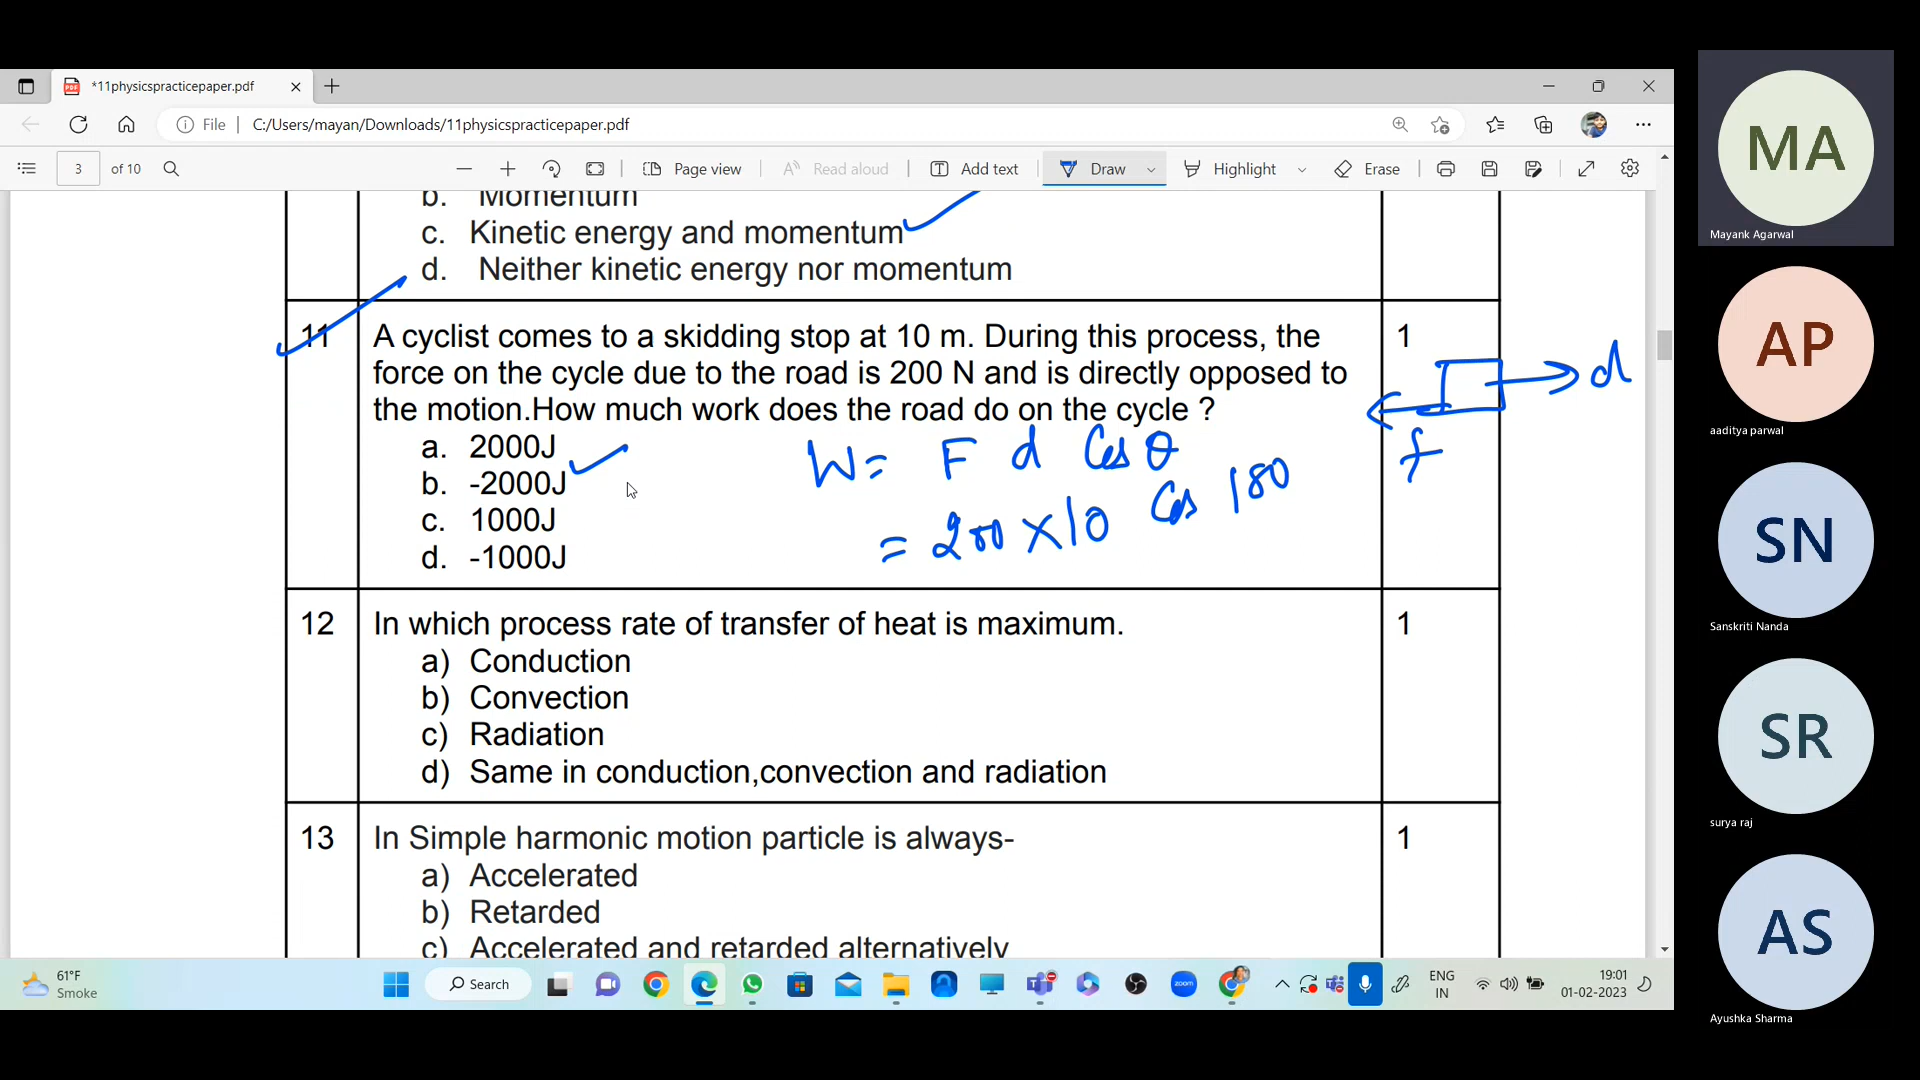 *11physicspracticepaper.pdf
File C:/Users/mayan/Downloads/11physicspracticepaper.pdf
3 of 10 Page view Read aloud Add text Draw Highlight Erase
b. Momentum
c. Kinetic energy and momentum
d. Neither kinetic energy nor momentum
11 A cyclist comes to a skidding stop at 10 m. During this process, the 1
force on the cycle due to the road is 200 N and is directly opposed to
the motion.How much work does the road do on the cycle ?
a. 2000J
b. -2000J
c. 1000J
d. -1000J
W = F d Cos θ
= 200 × 10 Cos 180
d
f
12 In which process rate of transfer of heat is maximum. 1
a) Conduction
b) Convection
c) Radiation
d) Same in conduction,convection and radiation
13 In Simple harmonic motion particle is always- 1
a) Accelerated
b) Retarded
c) Accelerated and retarded alternatively
61°F
Smoke
Search
zoom
ENG
IN
19:01
01-02-2023
MA
Mayank Agarwal
AP
aaditya parwal
SN
Sanskriti Nanda
SR
surya raj
AS
Ayushka Sharma